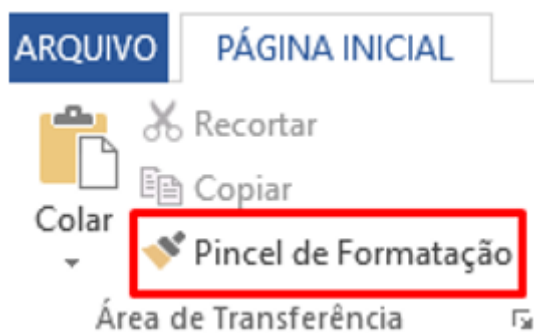 ARQUIVO PÁGINA INICIAL
Recortar
Copiar
Colar
Pincel de Formatação
Área de Transferência